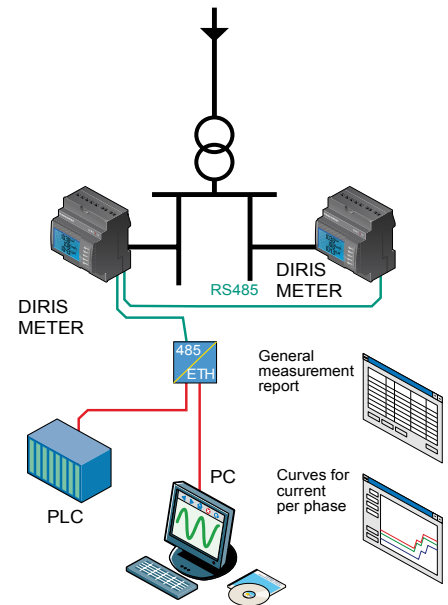 DIRIS
METER
RS485
DIRIS
METER
485
ETH
General
measurement
report
PLC
PC
Curves for
current
per phase